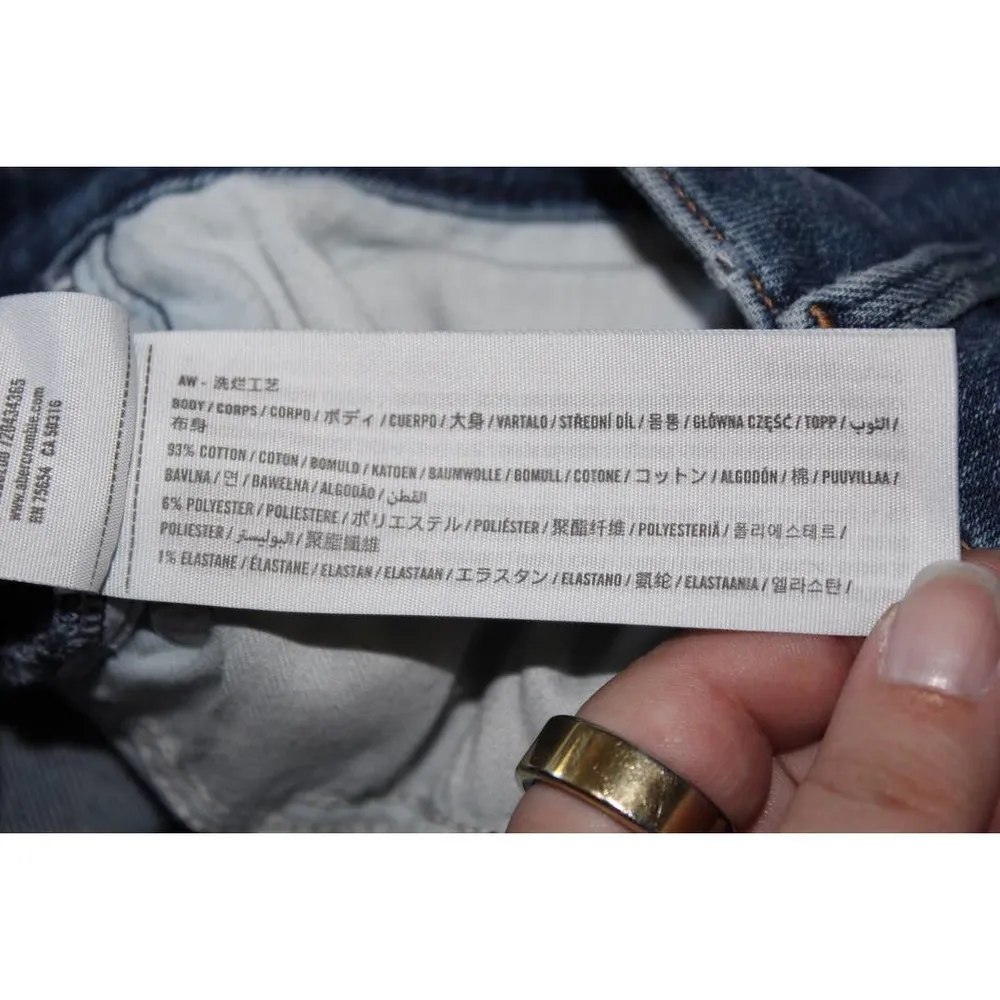 www.abercrombie.com
RN 75654 CA 50316
AW - 洗烂工艺
BODY / CORPS / CORPO / ボディ / CUERPO / 大身 / VARTALO / STŘEDNÍ DÍL / 몸통 / GŁÓWNA CZĘŚĆ / TOPP / الثوب /
布身
93% COTTON / COTON / BOMULD / KATOEN / BAUMWOLLE / BOMULL / COTONE / コットン / ALGODÓN / 棉 / PUUVILLAA /
BAVLNA / 면 / BAWEŁNA / ALGODÃO / القطن
6% POLYESTER / POLIESTERE / ポリエステル / POLIÉSTER / 聚酯纤维 / POLYESTERIÄ / 폴리에스테르 /
POLIESTER / البوليستر / 聚脂纖維
1% ELASTANE / ÉLASTANE / ELASTAN / ELASTAAN / エラスタン / ELASTANO / 氨纶 / ELASTAANIA / 엘라스탄 /